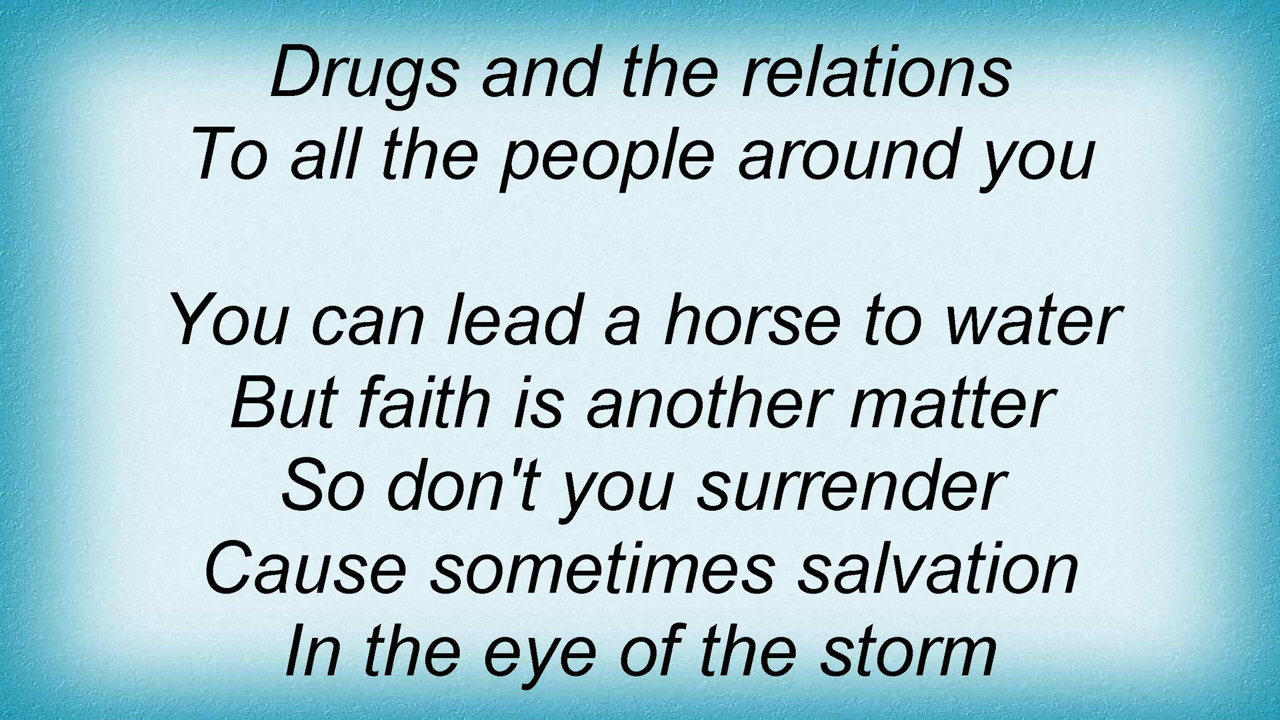 Drugs and the relations
To all the people around you
You can lead a horse to water
But faith is another matter
So don't you surrender
Cause sometimes salvation
In the eye of the storm